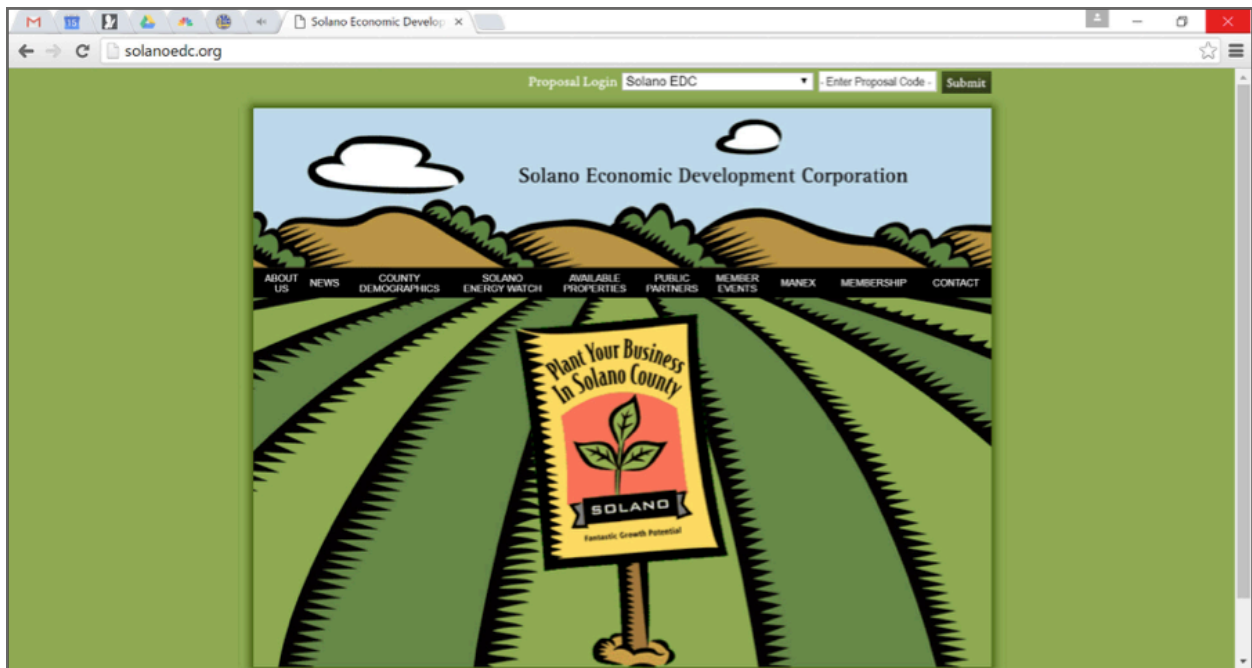 15
Solano Economic Develop
solanoedc.org
Proposal Login Solano EDC - Enter Proposal Code - Submit
Solano Economic Development Corporation
ABOUT US NEWS COUNTY DEMOGRAPHICS SOLANO ENERGY WATCH AVAILABLE PROPERTIES PUBLIC PARTNERS MEMBER EVENTS MANEX MEMBERSHIP CONTACT
Plant Your Business
In Solano County
SOLANO
Fantastic Growth Potential